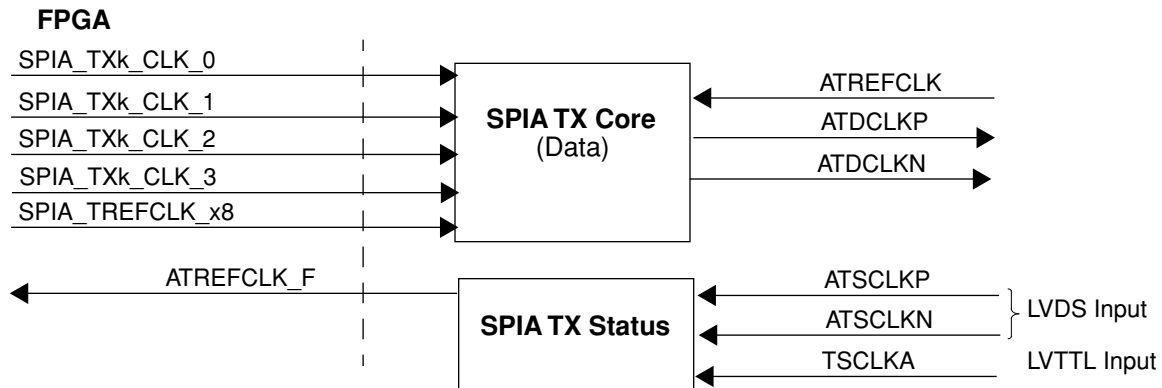 FPGA
SPIA_TXk_CLK_0
SPIA_TXk_CLK_1
SPIA_TXk_CLK_2
SPIA_TXk_CLK_3
SPIA_TREFCLK_x8
SPIA TX Core
(Data)
ATREFCLK
ATDCLKP
ATDCLKN
ATREFCLK_F
SPIA TX Status
ATSCLKP
ATSCLKN
LVDS Input
TSCLKA
LVTTL Input